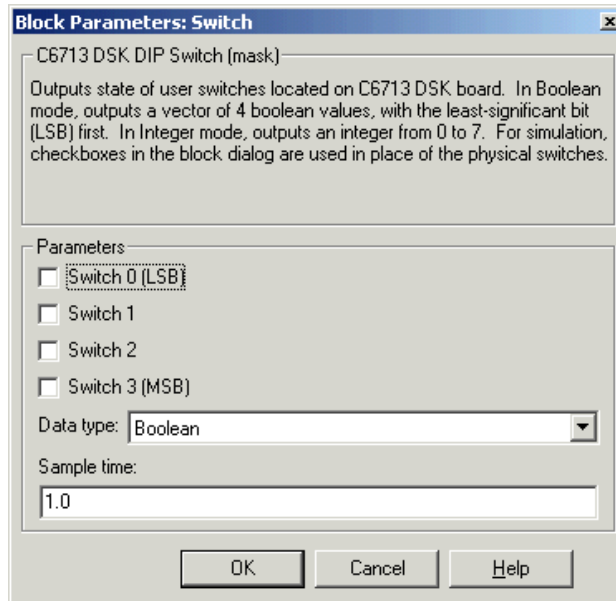 Block Parameters: Switch
C6713 DSK DIP Switch (mask)
Outputs state of user switches located on C6713 DSK board. In Boolean
mode, outputs a vector of 4 boolean values, with the least-significant bit
(LSB) first. In Integer mode, outputs an integer from 0 to 7. For simulation,
checkboxes in the block dialog are used in place of the physical switches.
Parameters
Switch 0 (LSB)
Switch 1
Switch 2
Switch 3 (MSB)
Data type: Boolean
Sample time:
1.0
OK Cancel Help